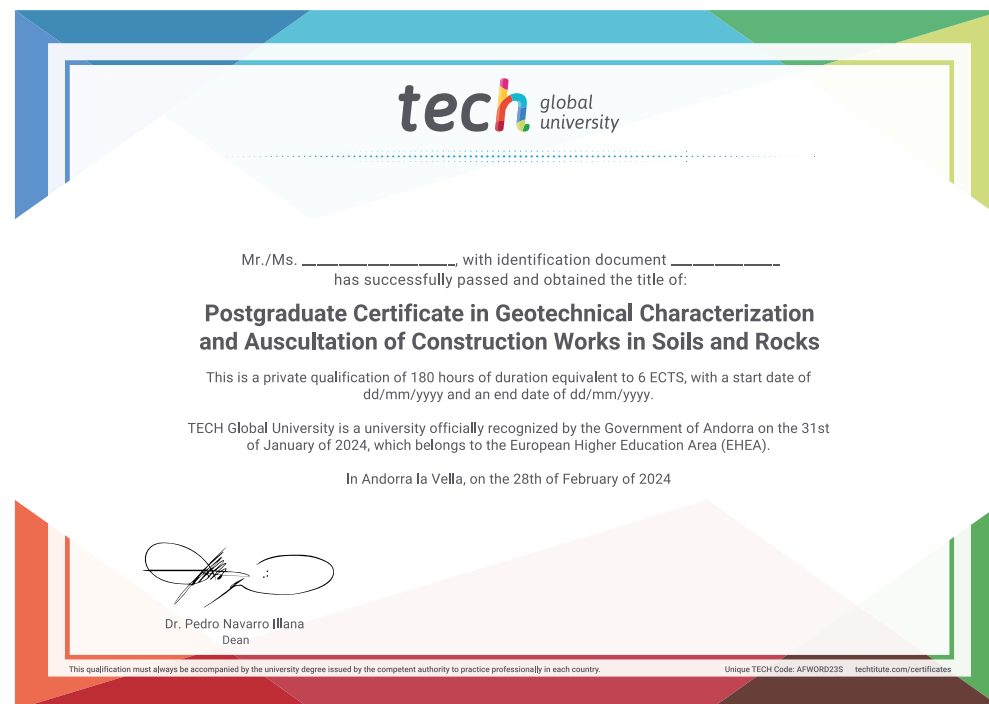 tech global
university
Mr./Ms. ____________________, with identification document ______________
has successfully passed and obtained the title of:
Postgraduate Certificate in Geotechnical Characterization
and Auscultation of Construction Works in Soils and Rocks
This is a private qualification of 180 hours of duration equivalent to 6 ECTS, with a start date of
dd/mm/yyyy and an end date of dd/mm/yyyy.
TECH Global University is a university officially recognized by the Government of Andorra on the 31st
of January of 2024, which belongs to the European Higher Education Area (EHEA).
In Andorra la Vella, on the 28th of February of 2024
Dr. Pedro Navarro Illana
Dean
This qualification must always be accompanied by the university degree issued by the competent authority to practice professionally in each country.
Unique TECH Code: AFWORD23S techtitute.com/certificates